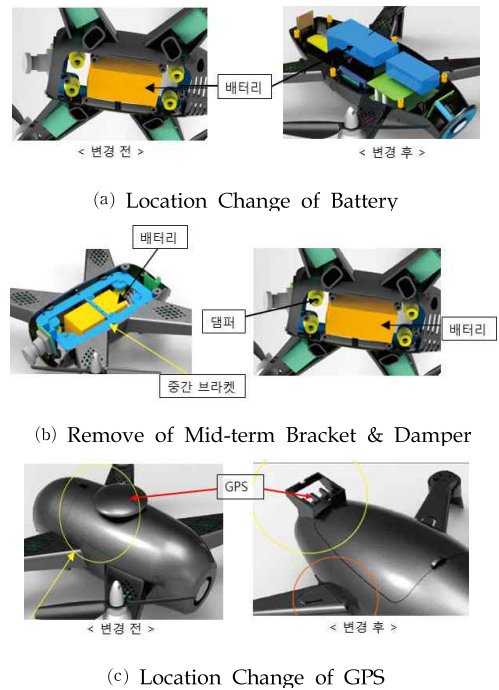 배터리
< 변경 전 >
< 변경 후 >
(a) Location Change of Battery
배터리
댐퍼
배터리
중간 브라켓
(b) Remove of Mid-term Bracket & Damper
GPS
< 변경 전 >
< 변경 후 >
(c) Location Change of GPS